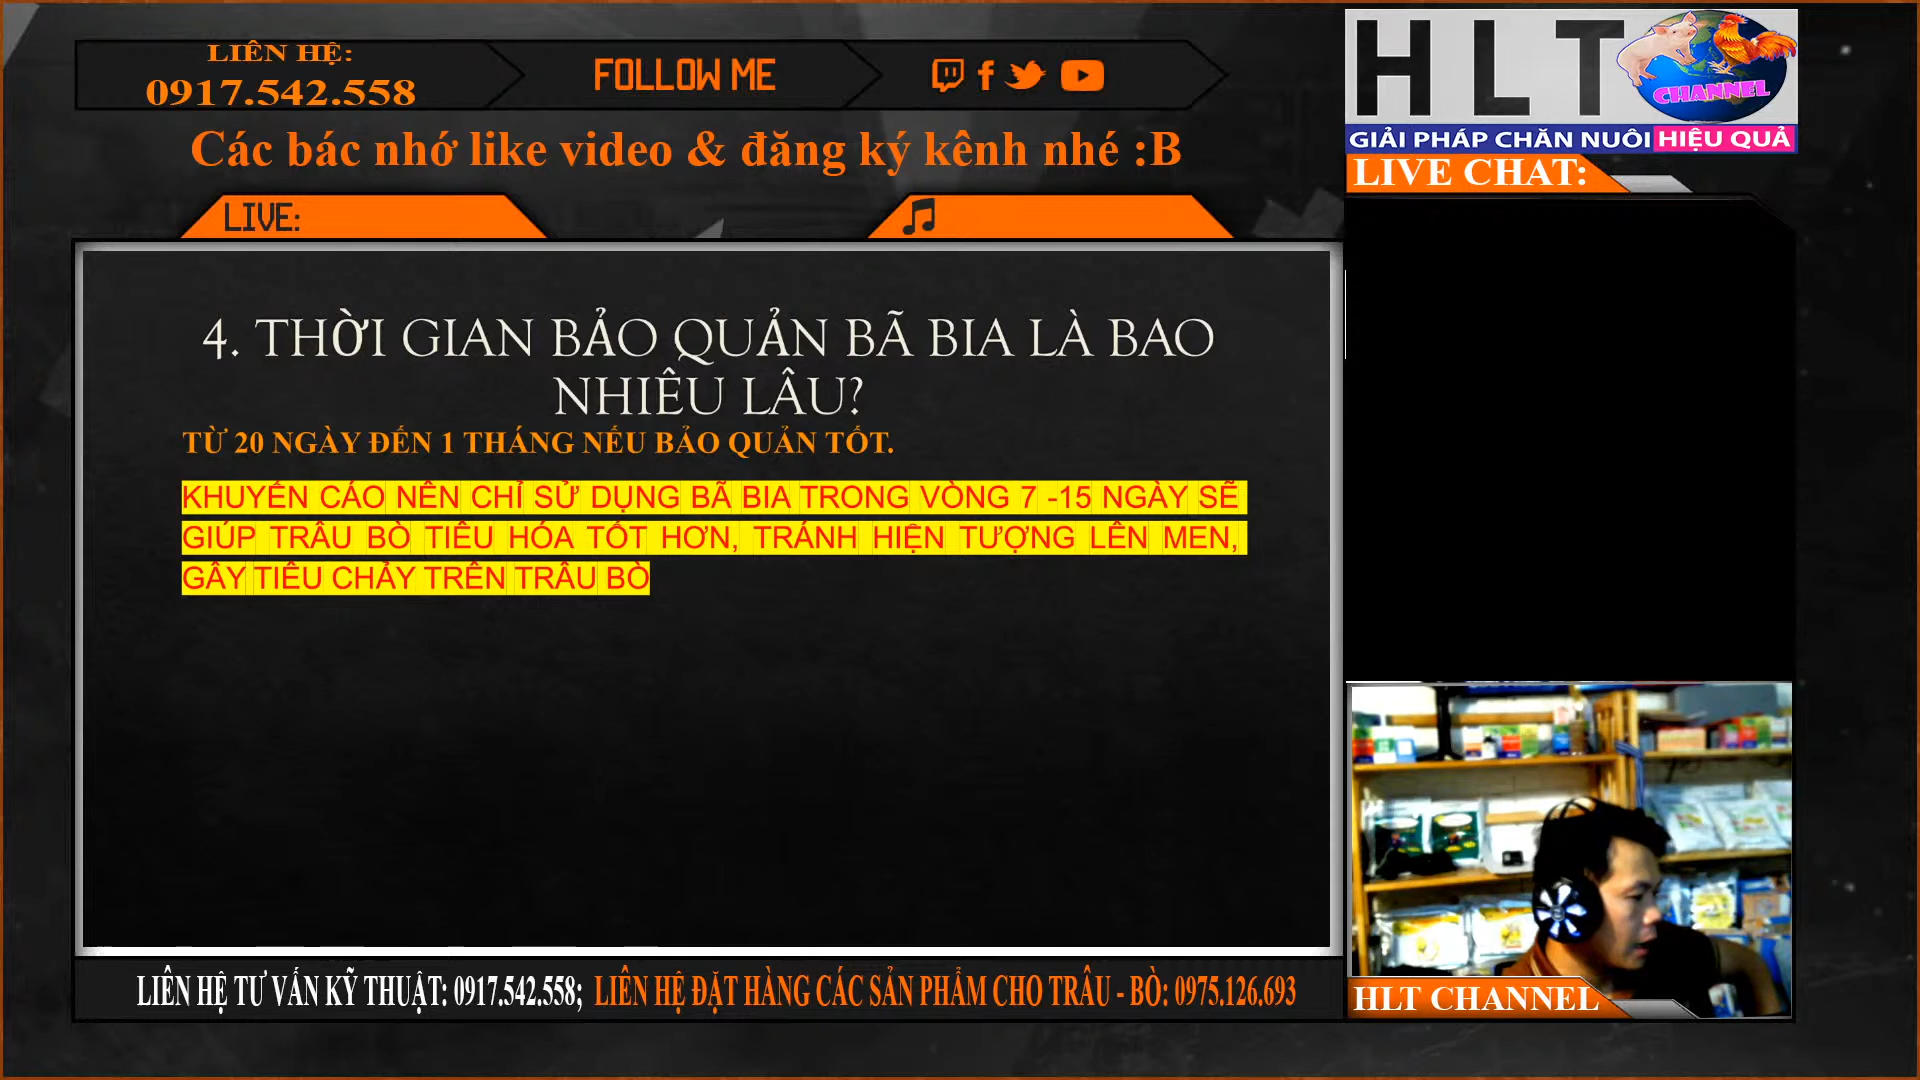 LIÊN HỆ:
0917.542.558
FOLLOW ME
Các bác nhớ like video & đăng ký kênh nhé :B
HLT
CHANNEL
GIẢI PHÁP CHĂN NUÔI HIỆU QUẢ
LIVE CHAT:
LIVE:
4. THỜI GIAN BẢO QUẢN BÃ BIA LÀ BAO
NHIÊU LÂU?
TỪ 20 NGÀY ĐẾN 1 THÁNG NẾU BẢO QUẢN TỐT.
KHUYẾN CÁO NÊN CHỈ SỬ DỤNG BÃ BIA TRONG VÒNG 7 -15 NGÀY SẼ
GIÚP TRÂU BÒ TIÊU HÓA TỐT HƠN, TRÁNH HIỆN TƯỢNG LÊN MEN,
GÂY TIÊU CHẢY TRÊN TRÂU BÒ
LIÊN HỆ TƯ VẤN KỸ THUẬT: 0917.542.558; LIÊN HỆ ĐẶT HÀNG CÁC SẢN PHẨM CHO TRÂU - BÒ: 0975.126.693
HLT CHANNEL